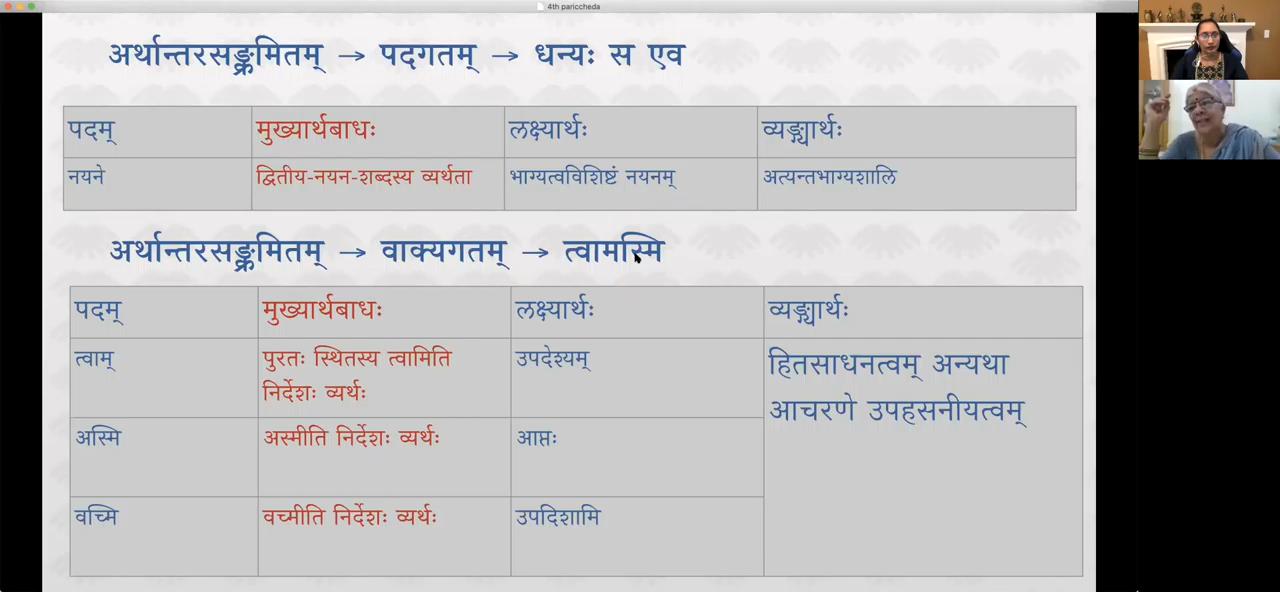 4th pariccheda
अर्थान्तरसङ्क्रमितम् → पदगतम् → धन्यः स एव
पदम् मुख्यार्थबाधः लक्ष्यार्थः व्यङ्ग्यार्थः
नयने द्वितीय-नयन-शब्दस्य व्यर्थता भाग्यत्वविशिष्टं नयनम् अत्यन्तभाग्यशालि
अर्थान्तरसङ्क्रमितम् → वाक्यगतम् → त्वामस्मि
पदम् मुख्यार्थबाधः लक्ष्यार्थः व्यङ्ग्यार्थः
त्वाम् पुरतः स्थितस्य त्वामिति उपदेश्यम् हितसाधनत्वम् अन्यथा
निर्देशः व्यर्थः आचरणे उपहसनीयत्वम्
अस्मि अस्मीति निर्देशः व्यर्थः आप्तः
वच्मि वच्मीति निर्देशः व्यर्थः उपदिशामि